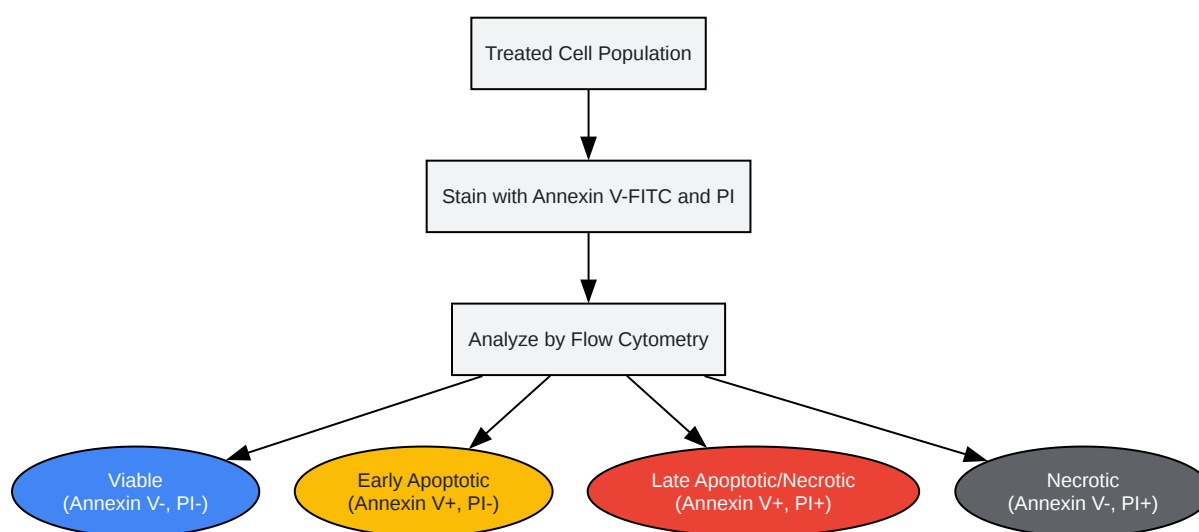 Treated Cell Population
Stain with Annexin V-FITC and PI
Analyze by Flow Cytometry
Viable
(Annexin V-, PI-)
Early Apoptotic
(Annexin V+, PI-)
Late Apoptotic/Necrotic
(Annexin V+, PI+)
Necrotic
(Annexin V-, PI+)